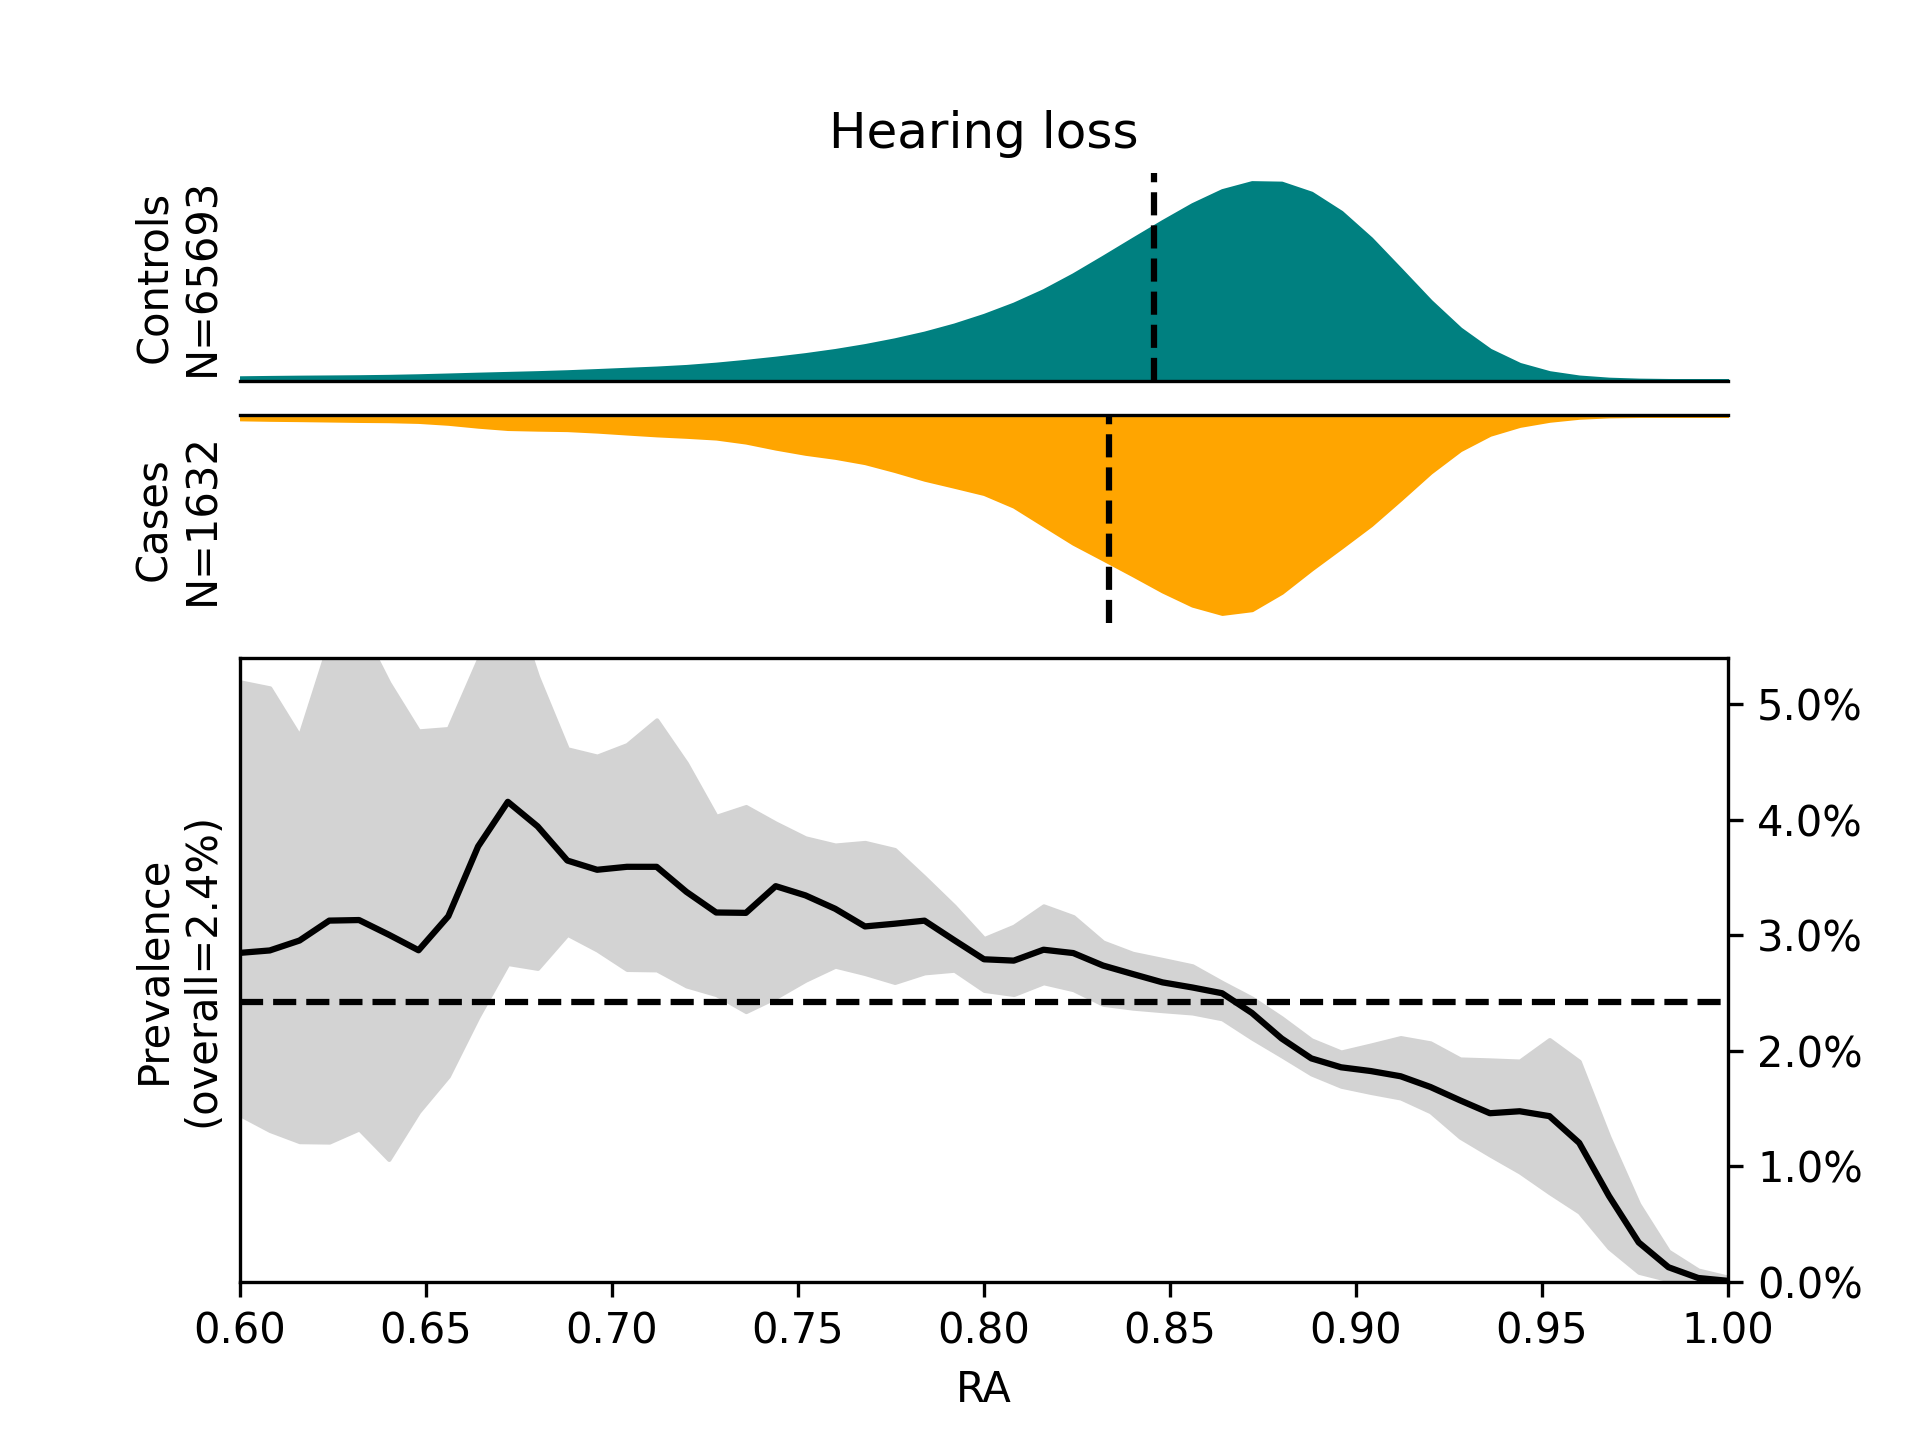 Hearing loss
Controls
N=65693
Cases
N=1632
Prevalence
(overall=2.4%)
5.0%
4.0%
3.0%
2.0%
1.0%
0.0%
0.60 0.65 0.70 0.75 0.80 0.85 0.90 0.95 1.00
RA